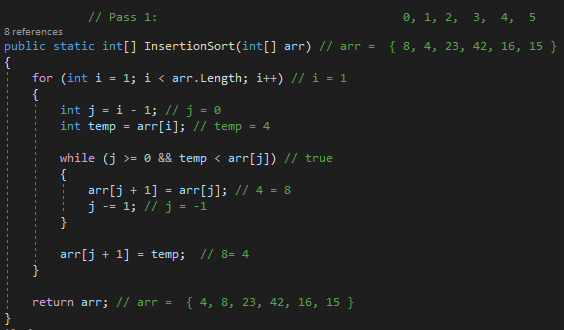 // Pass 1: 0, 1, 2, 3, 4, 5
8 references
public static int[] InsertionSort(int[] arr) // arr = { 8, 4, 23, 42, 16, 15 }
{
for (int i = 1; i < arr.Length; i++) // i = 1
{
int j = i - 1; // j = 0
int temp = arr[i]; // temp = 4
while (j >= 0 && temp < arr[j]) // true
{
arr[j + 1] = arr[j]; // 4 = 8
j -= 1; // j = -1
}
arr[j + 1] = temp; // 8= 4
}
return arr; // arr = { 4, 8, 23, 42, 16, 15 }
}